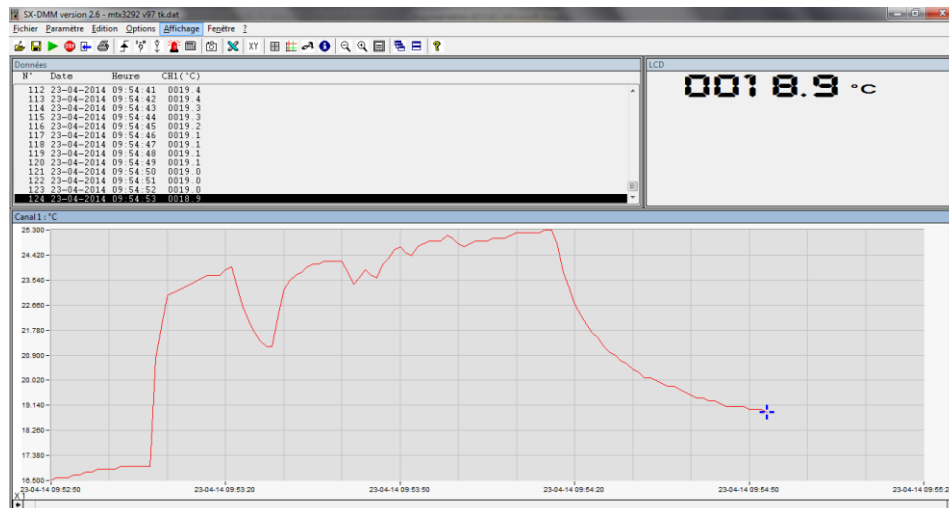 SX-DMM version 2.6 - mtx3292 v97 tk.dat
Fichier Paramètre Edition Options Affichage Fenêtre ?
XY
Données
N° Date Heure CH1(°C)
112 23-04-2014 09:54:41 0019.4
113 23-04-2014 09:54:42 0019.4
114 23-04-2014 09:54:43 0019.3
115 23-04-2014 09:54:44 0019.3
116 23-04-2014 09:54:45 0019.2
117 23-04-2014 09:54:46 0019.1
118 23-04-2014 09:54:47 0019.1
119 23-04-2014 09:54:48 0019.1
120 23-04-2014 09:54:49 0019.1
121 23-04-2014 09:54:50 0019.0
122 23-04-2014 09:54:51 0019.0
123 23-04-2014 09:54:52 0019.0
124 23-04-2014 09:54:53 0018.9
LCD
0018.9 °C
Canal 1 : °C
25.300
24.420
23.540
22.660
21.780
20.900
20.020
19.140
18.260
17.380
16.500
23-04-14 09:52:50 23-04-14 09:53:20 23-04-14 09:53:50 23-04-14 09:54:20 23-04-14 09:54:50 23-04-14 09:55:2
X 1